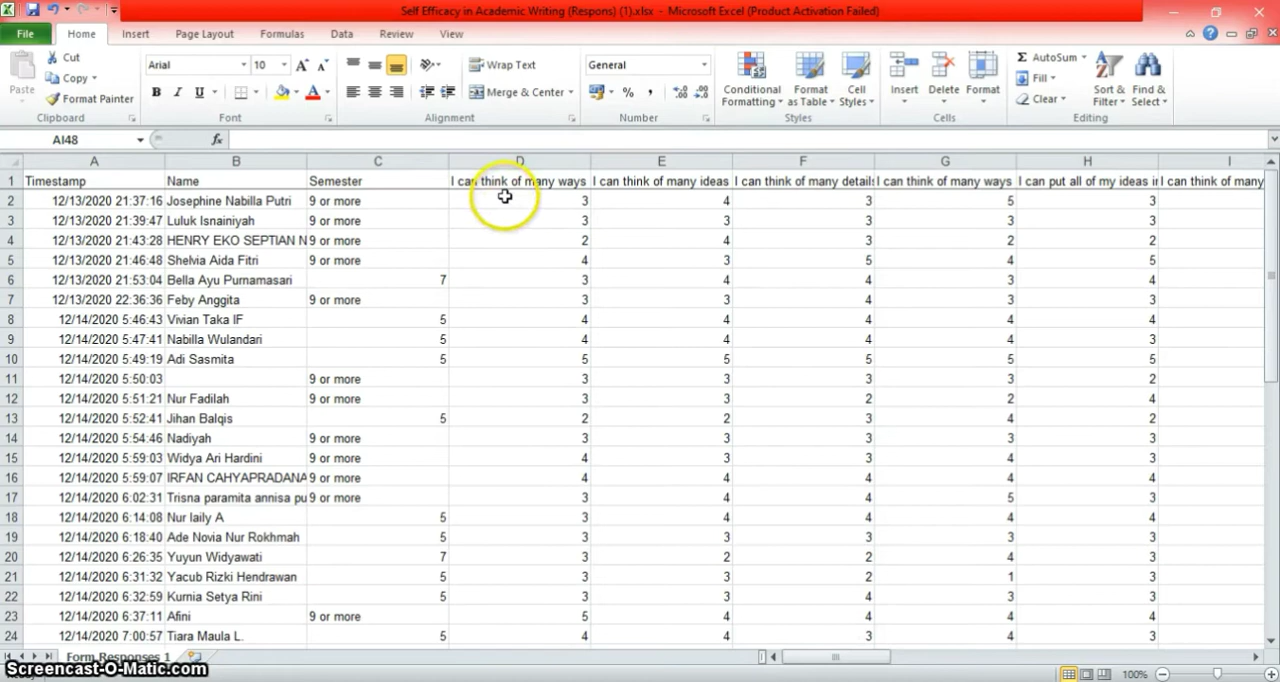 Self Efficacy in Academic Writing (Respons) (1).xlsx - Microsoft Excel (Product Activation Failed)
File Home Insert Page Layout Formulas Data Review View
Paste Cut Copy Format Painter Clipboard
Arial 10 B I U Font
Wrap Text Merge & Center Alignment
General % , Number
Conditional Formatting Format as Table Cell Styles Styles
Insert Delete Format Cells
AutoSum Fill Clear Sort & Filter Find & Select Editing
AI48 fx
A B C D E F G H I
1 Timestamp Name Semester I can think of many ways I can think of many ideas I can think of many details I can think of many ways I can put all of my ideas in I can think of many
2 12/13/2020 21:37:16 Josephine Nabilla Putri 9 or more 3 4 3 5 3
3 12/13/2020 21:39:47 Luluk Isnainiyah 9 or more 3 3 3 3 3
4 12/13/2020 21:43:28 HENRY EKO SEPTIAN N 9 or more 2 4 3 2 2
5 12/13/2020 21:46:48 Shelvia Aida Fitri 9 or more 4 3 5 4 5
6 12/13/2020 21:53:04 Bella Ayu Purnamasari 7 3 4 4 3 4
7 12/13/2020 22:36:36 Feby Anggita 9 or more 3 3 4 3 3
8 12/14/2020 5:46:43 Vivian Taka IF 5 4 4 4 4 4
9 12/14/2020 5:47:41 Nabilla Wulandari 5 4 4 4 4 3
10 12/14/2020 5:49:19 Adi Sasmita 5 5 5 5 5 5
11 12/14/2020 5:50:03 9 or more 3 3 3 3 2
12 12/14/2020 5:51:21 Nur Fadilah 9 or more 3 3 2 2 4
13 12/14/2020 5:52:41 Jihan Balqis 5 2 2 3 4 2
14 12/14/2020 5:54:46 Nadiyah 9 or more 3 3 3 3 3
15 12/14/2020 5:59:03 Widya Ari Hardini 9 or more 4 3 3 4 3
16 12/14/2020 5:59:07 IRFAN CAHYAPRADANA 9 or more 4 4 4 4 4
17 12/14/2020 6:02:31 Trisna paramita annisa pu 9 or more 3 4 4 5 3
18 12/14/2020 6:14:08 Nur laily A 5 3 4 4 4 4
19 12/14/2020 6:18:40 Ade Novia Nur Rokhmah 5 3 3 3 3 3
20 12/14/2020 6:26:35 Yuyun Widyawati 7 3 2 2 4 3
21 12/14/2020 6:31:32 Yacub Rizki Hendrawan 5 3 3 2 1 3
22 12/14/2020 6:32:59 Kurnia Setya Rini 5 3 3 4 3 3
23 12/14/2020 6:37:11 Afini 9 or more 5 4 4 4 4
24 12/14/2020 7:00:57 Tiara Maula L. 5 4 4 3 4 3
Form Responses 1
Screencast-O-Matic.com 100%